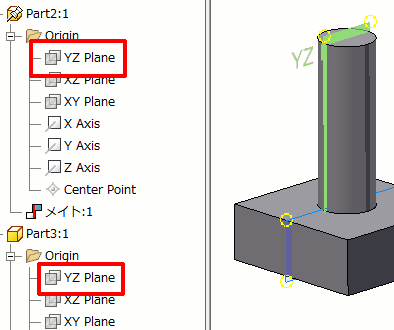 Part2:1
Origin
YZ Plane
XZ Plane
XY Plane
X Axis
Y Axis
Z Axis
Center Point
メイト:1
Part3:1
Origin
YZ Plane
XZ Plane
XY Plane
YZ